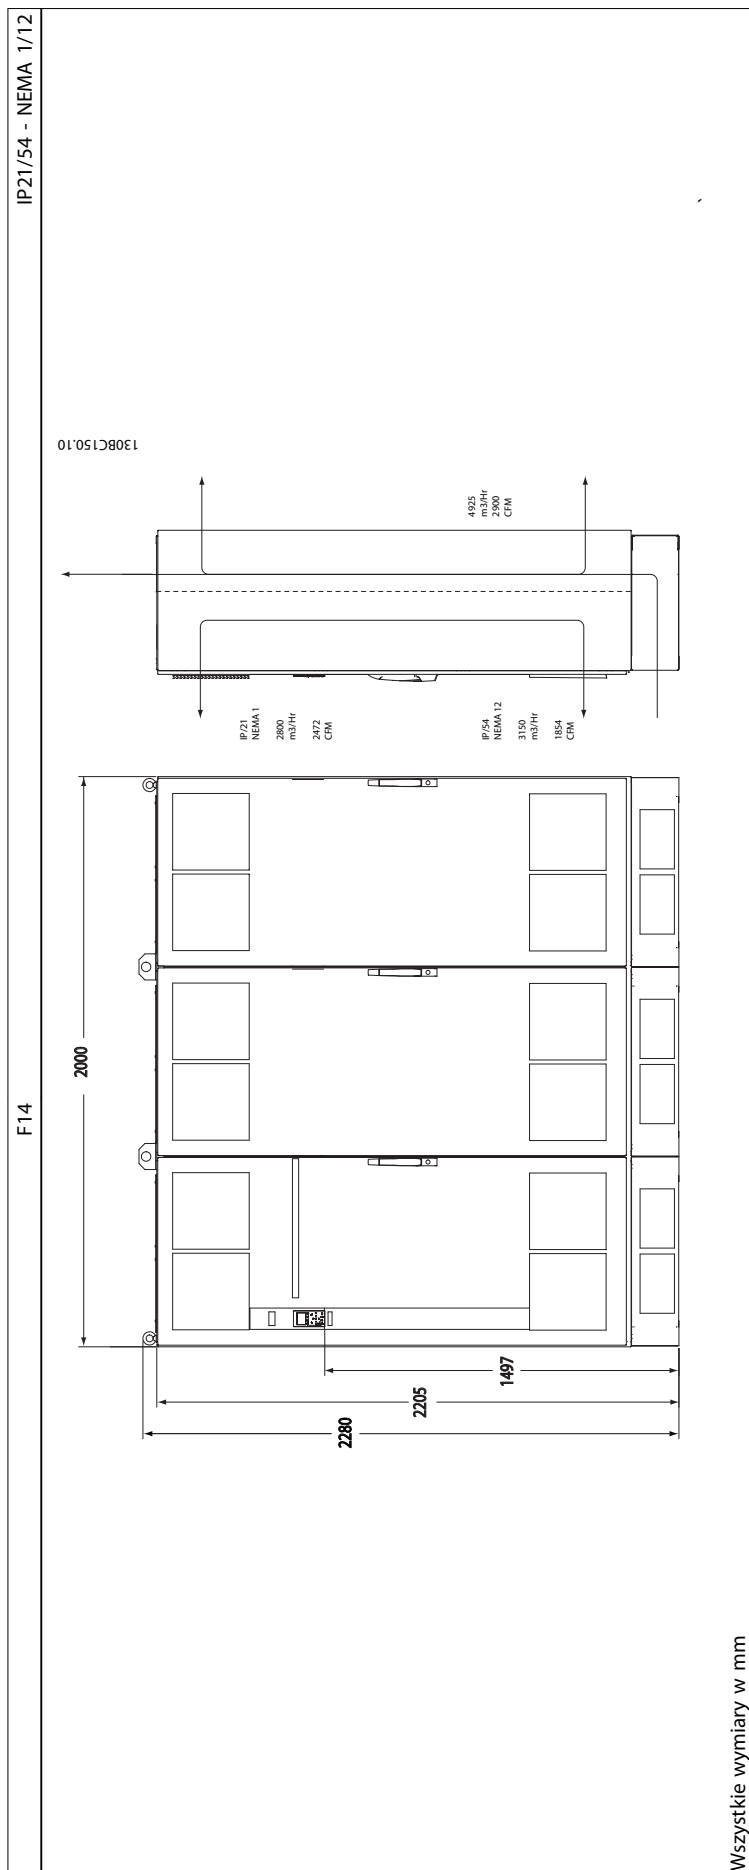 F14
IP21/54 - NEMA 1/12
130BC150.10
2000
2280
2205
1497
IP/21
NEMA 1
2800
m3/Hr
2472
CFM
IP/54
NEMA 12
3150
m3/Hr
1854
CFM
4925
m3/Hr
2900
CFM
Wszystkie wymiary w mm